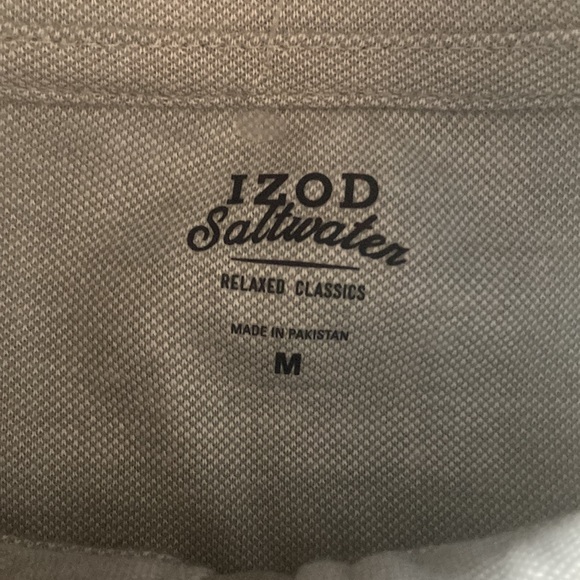 IZOD
Saltwater
RELAXED CLASSICS
MADE IN PAKISTAN
M